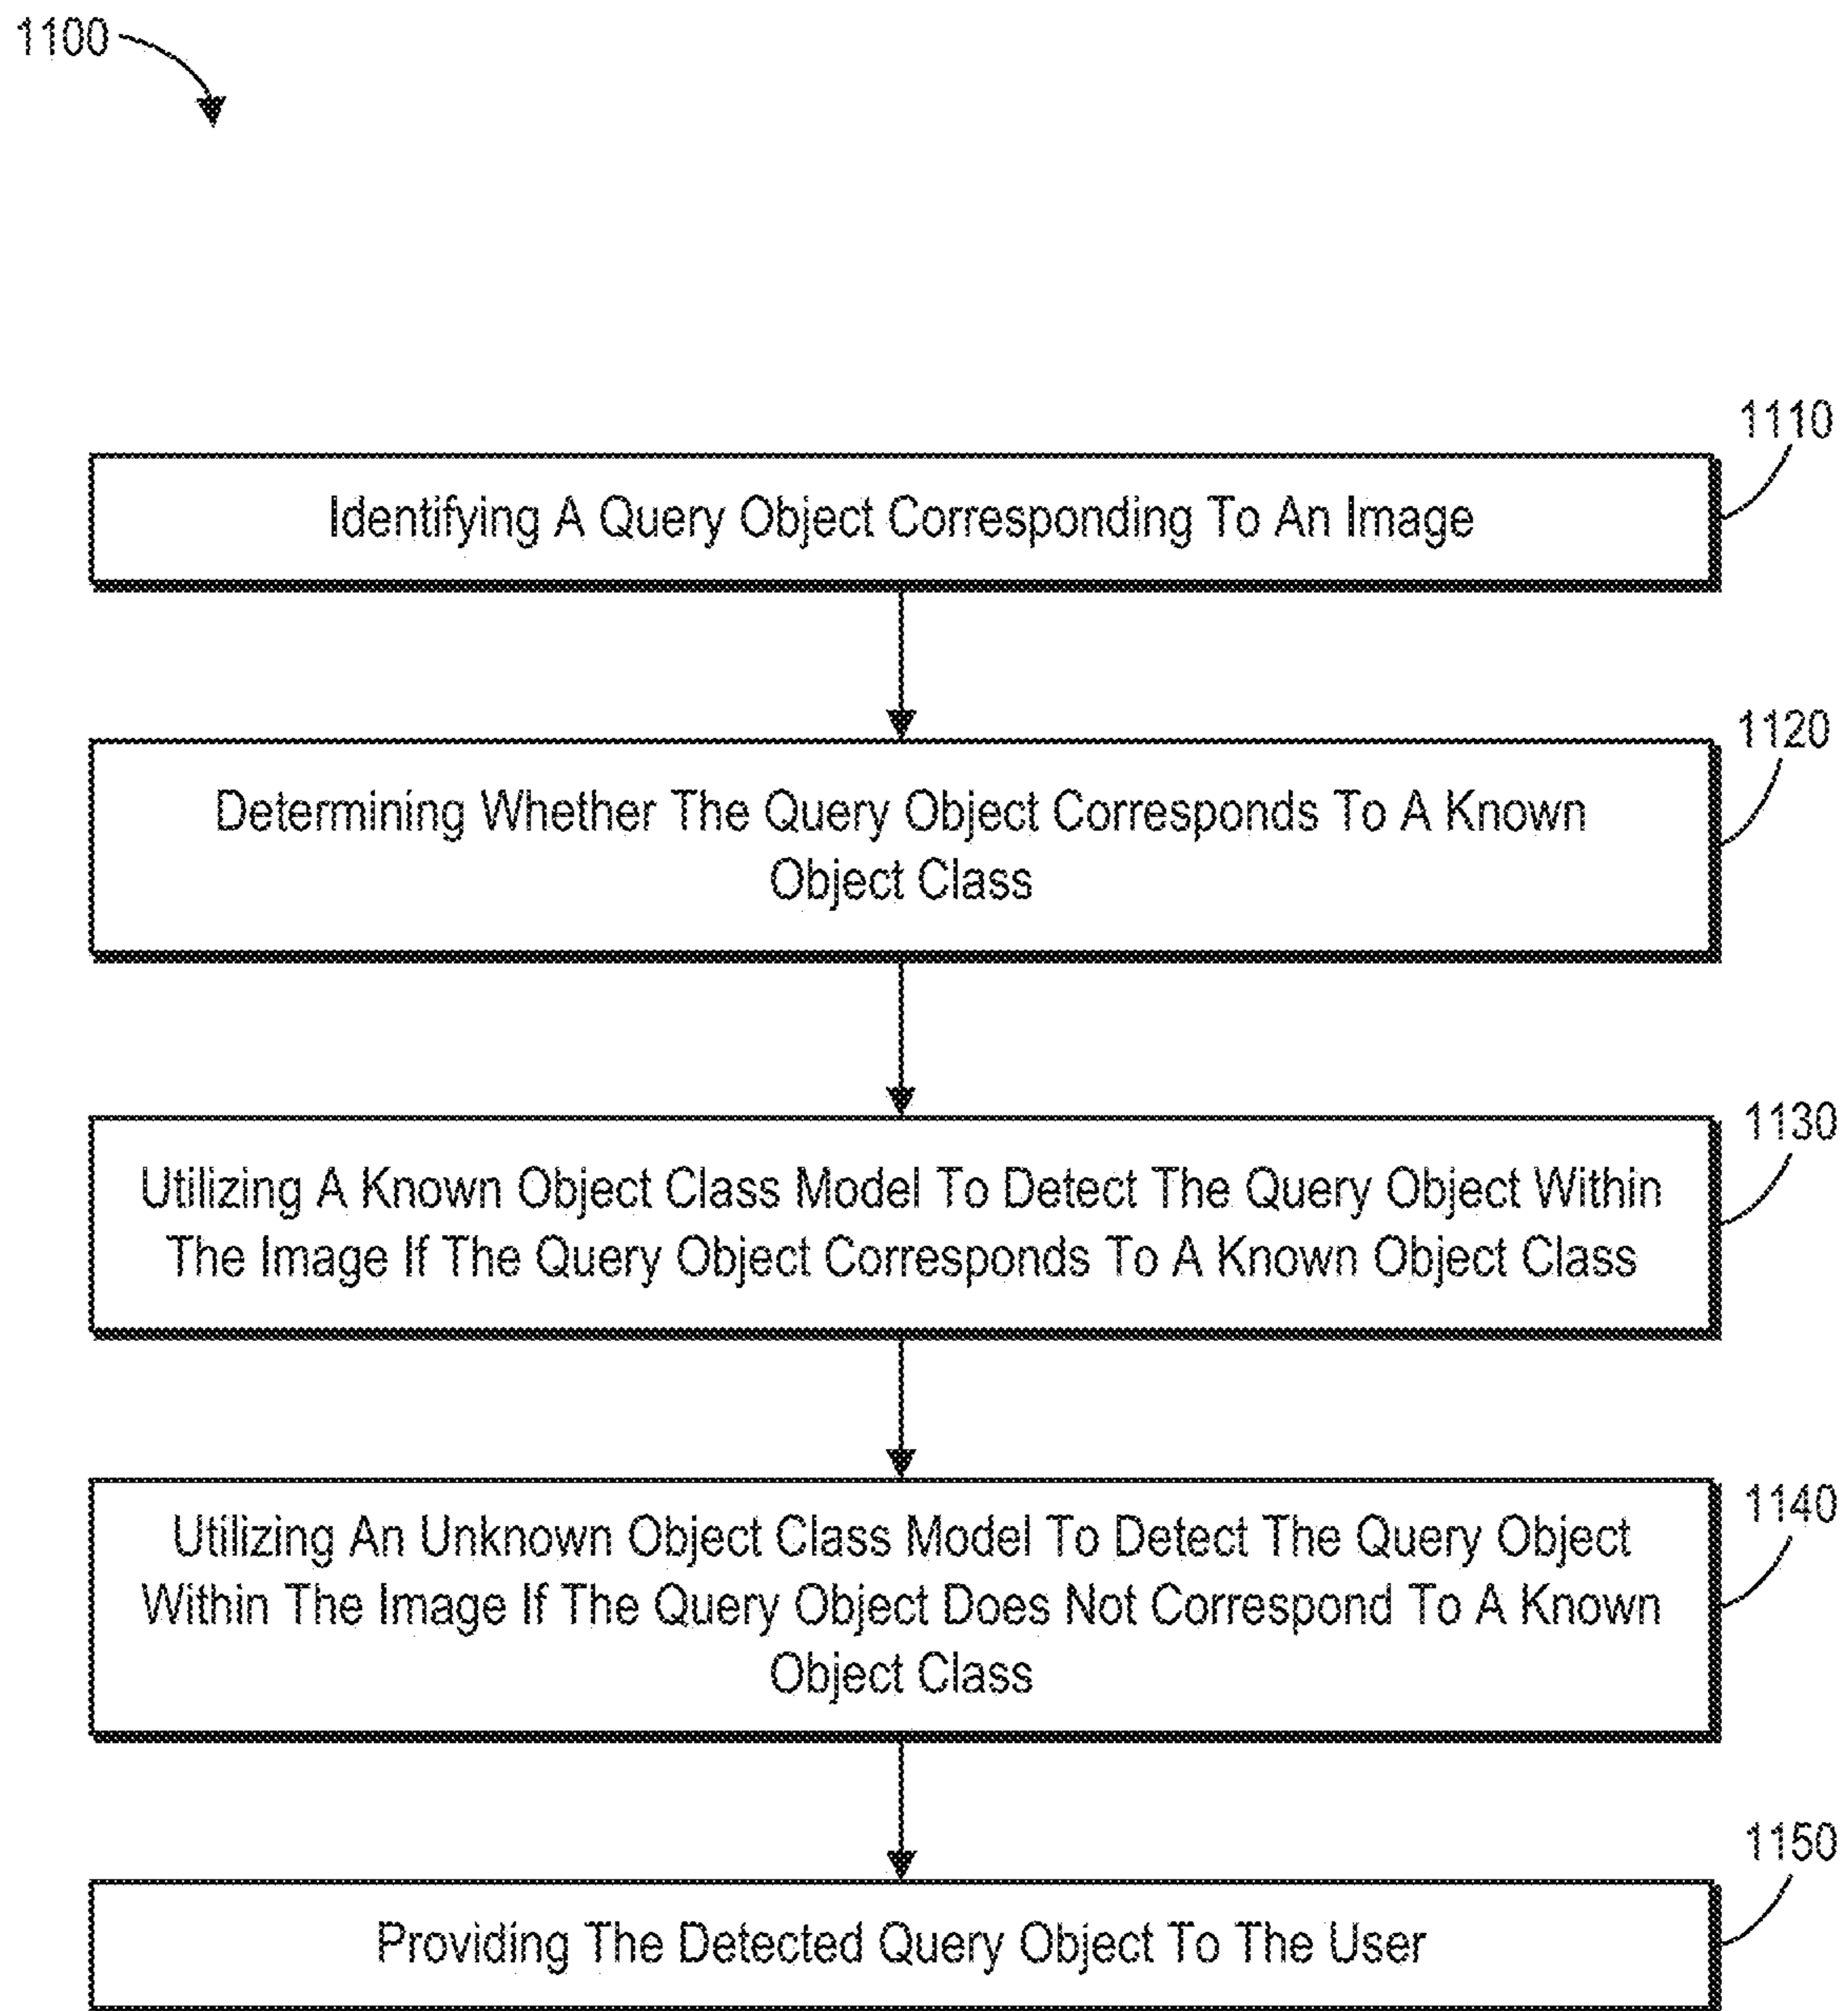 1100
1110
Identifying A Query Object Corresponding To An Image
1120
Determining Whether The Query Object Corresponds To A Known
Object Class
1130
Utilizing A Known Object Class Model To Detect The Query Object Within
The Image If The Query Object Corresponds To A Known Object Class
1140
Utilizing An Unknown Object Class Model To Detect The Query Object
Within The Image If The Query Object Does Not Correspond To A Known
Object Class
1150
Providing The Detected Query Object To The User